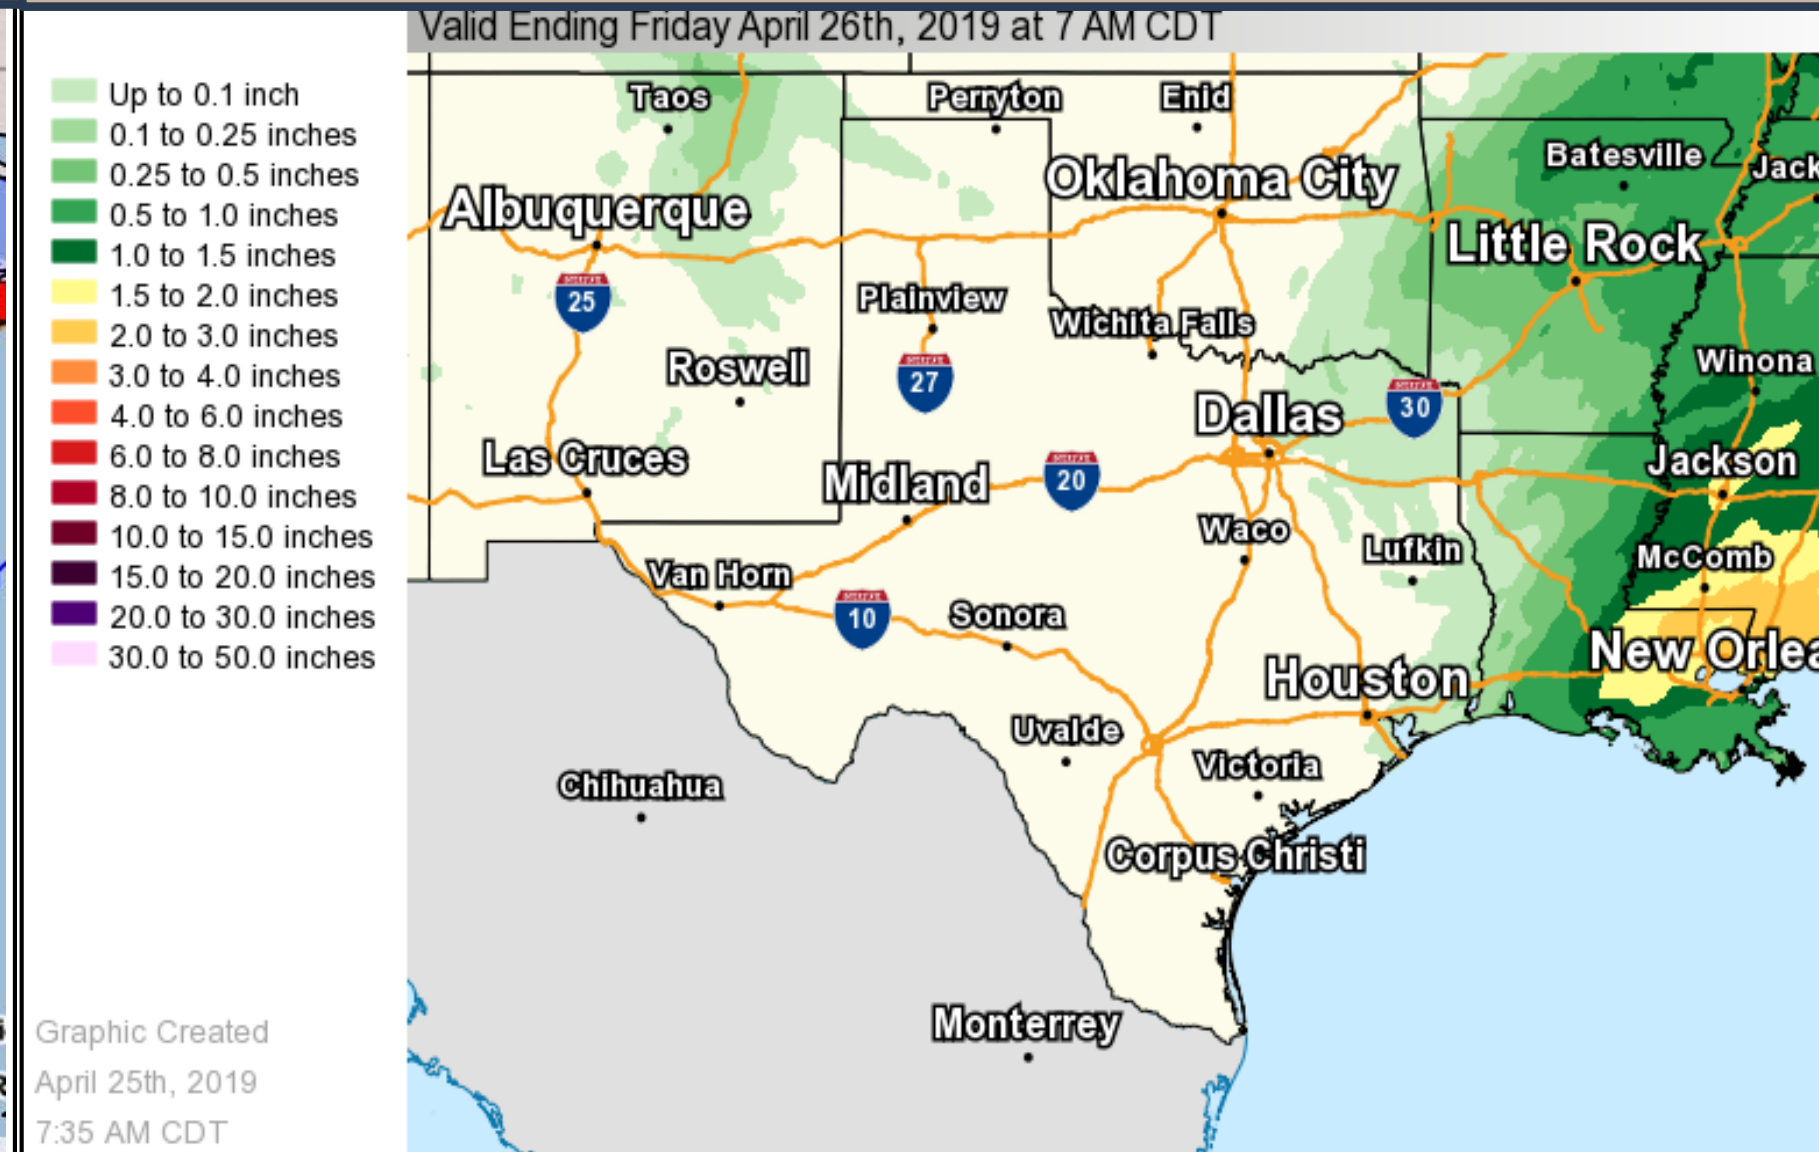 Valid Ending Friday April 26th, 2019 at 7 AM CDT
Up to 0.1 inch
0.1 to 0.25 inches
0.25 to 0.5 inches
0.5 to 1.0 inches
1.0 to 1.5 inches
1.5 to 2.0 inches
2.0 to 3.0 inches
3.0 to 4.0 inches
4.0 to 6.0 inches
6.0 to 8.0 inches
8.0 to 10.0 inches
10.0 to 15.0 inches
15.0 to 20.0 inches
20.0 to 30.0 inches
30.0 to 50.0 inches
Graphic Created
April 25th, 2019
7:35 AM CDT
Taos
Perryton
Enid
Batesville
Jack
Oklahoma City
Albuquerque
Little Rock
25
Plainview
Wichita Falls
Roswell
27
Winona
30
Dallas
Las Cruces
Midland
20
Jackson
Waco
Lufkin
McComb
Van Horn
10
Sonora
New Orlea
Houston
Uvalde
Victoria
Chihuahua
Corpus Christi
Monterrey